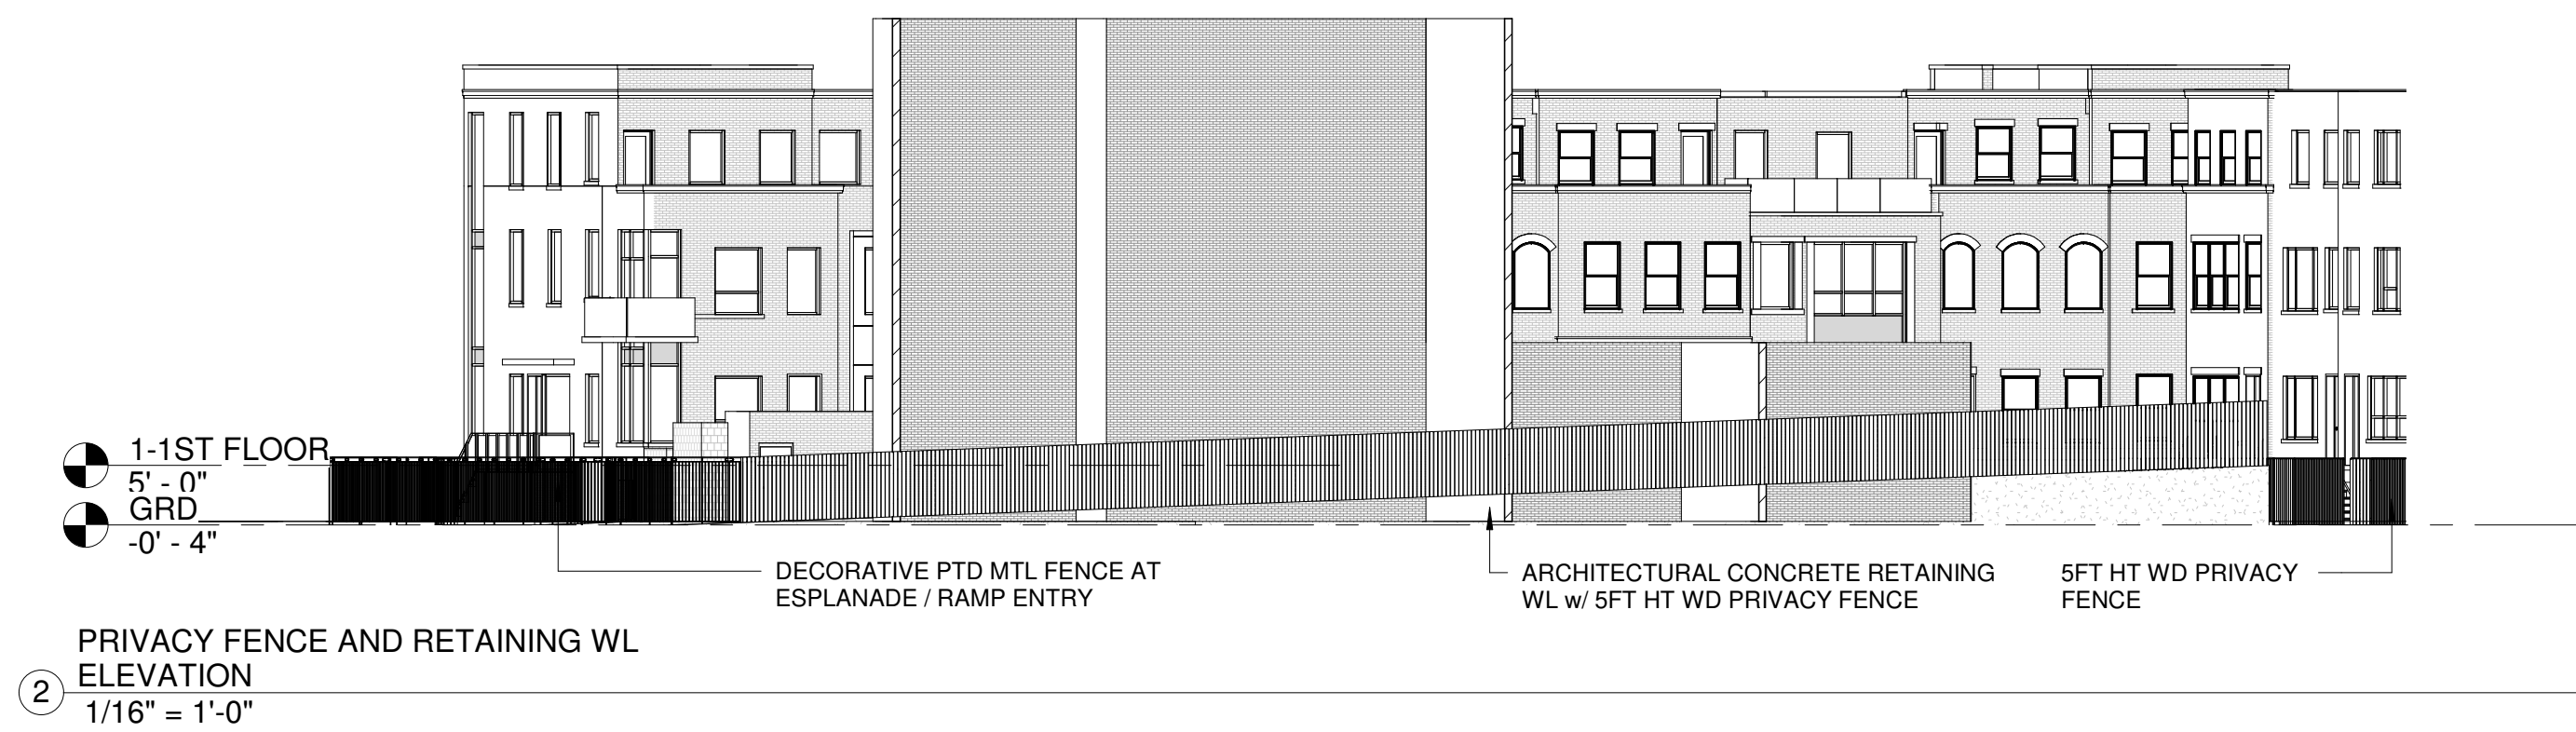 1-1ST FLOOR
5' - 0"
GRD
-0' - 4"
DECORATIVE PTD MTL FENCE AT
ESPLANADE / RAMP ENTRY
ARCHITECTURAL CONCRETE RETAINING
WL w/ 5FT HT WD PRIVACY FENCE
5FT HT WD PRIVACY
FENCE
PRIVACY FENCE AND RETAINING WL
ELEVATION
2
1/16" = 1'-0"